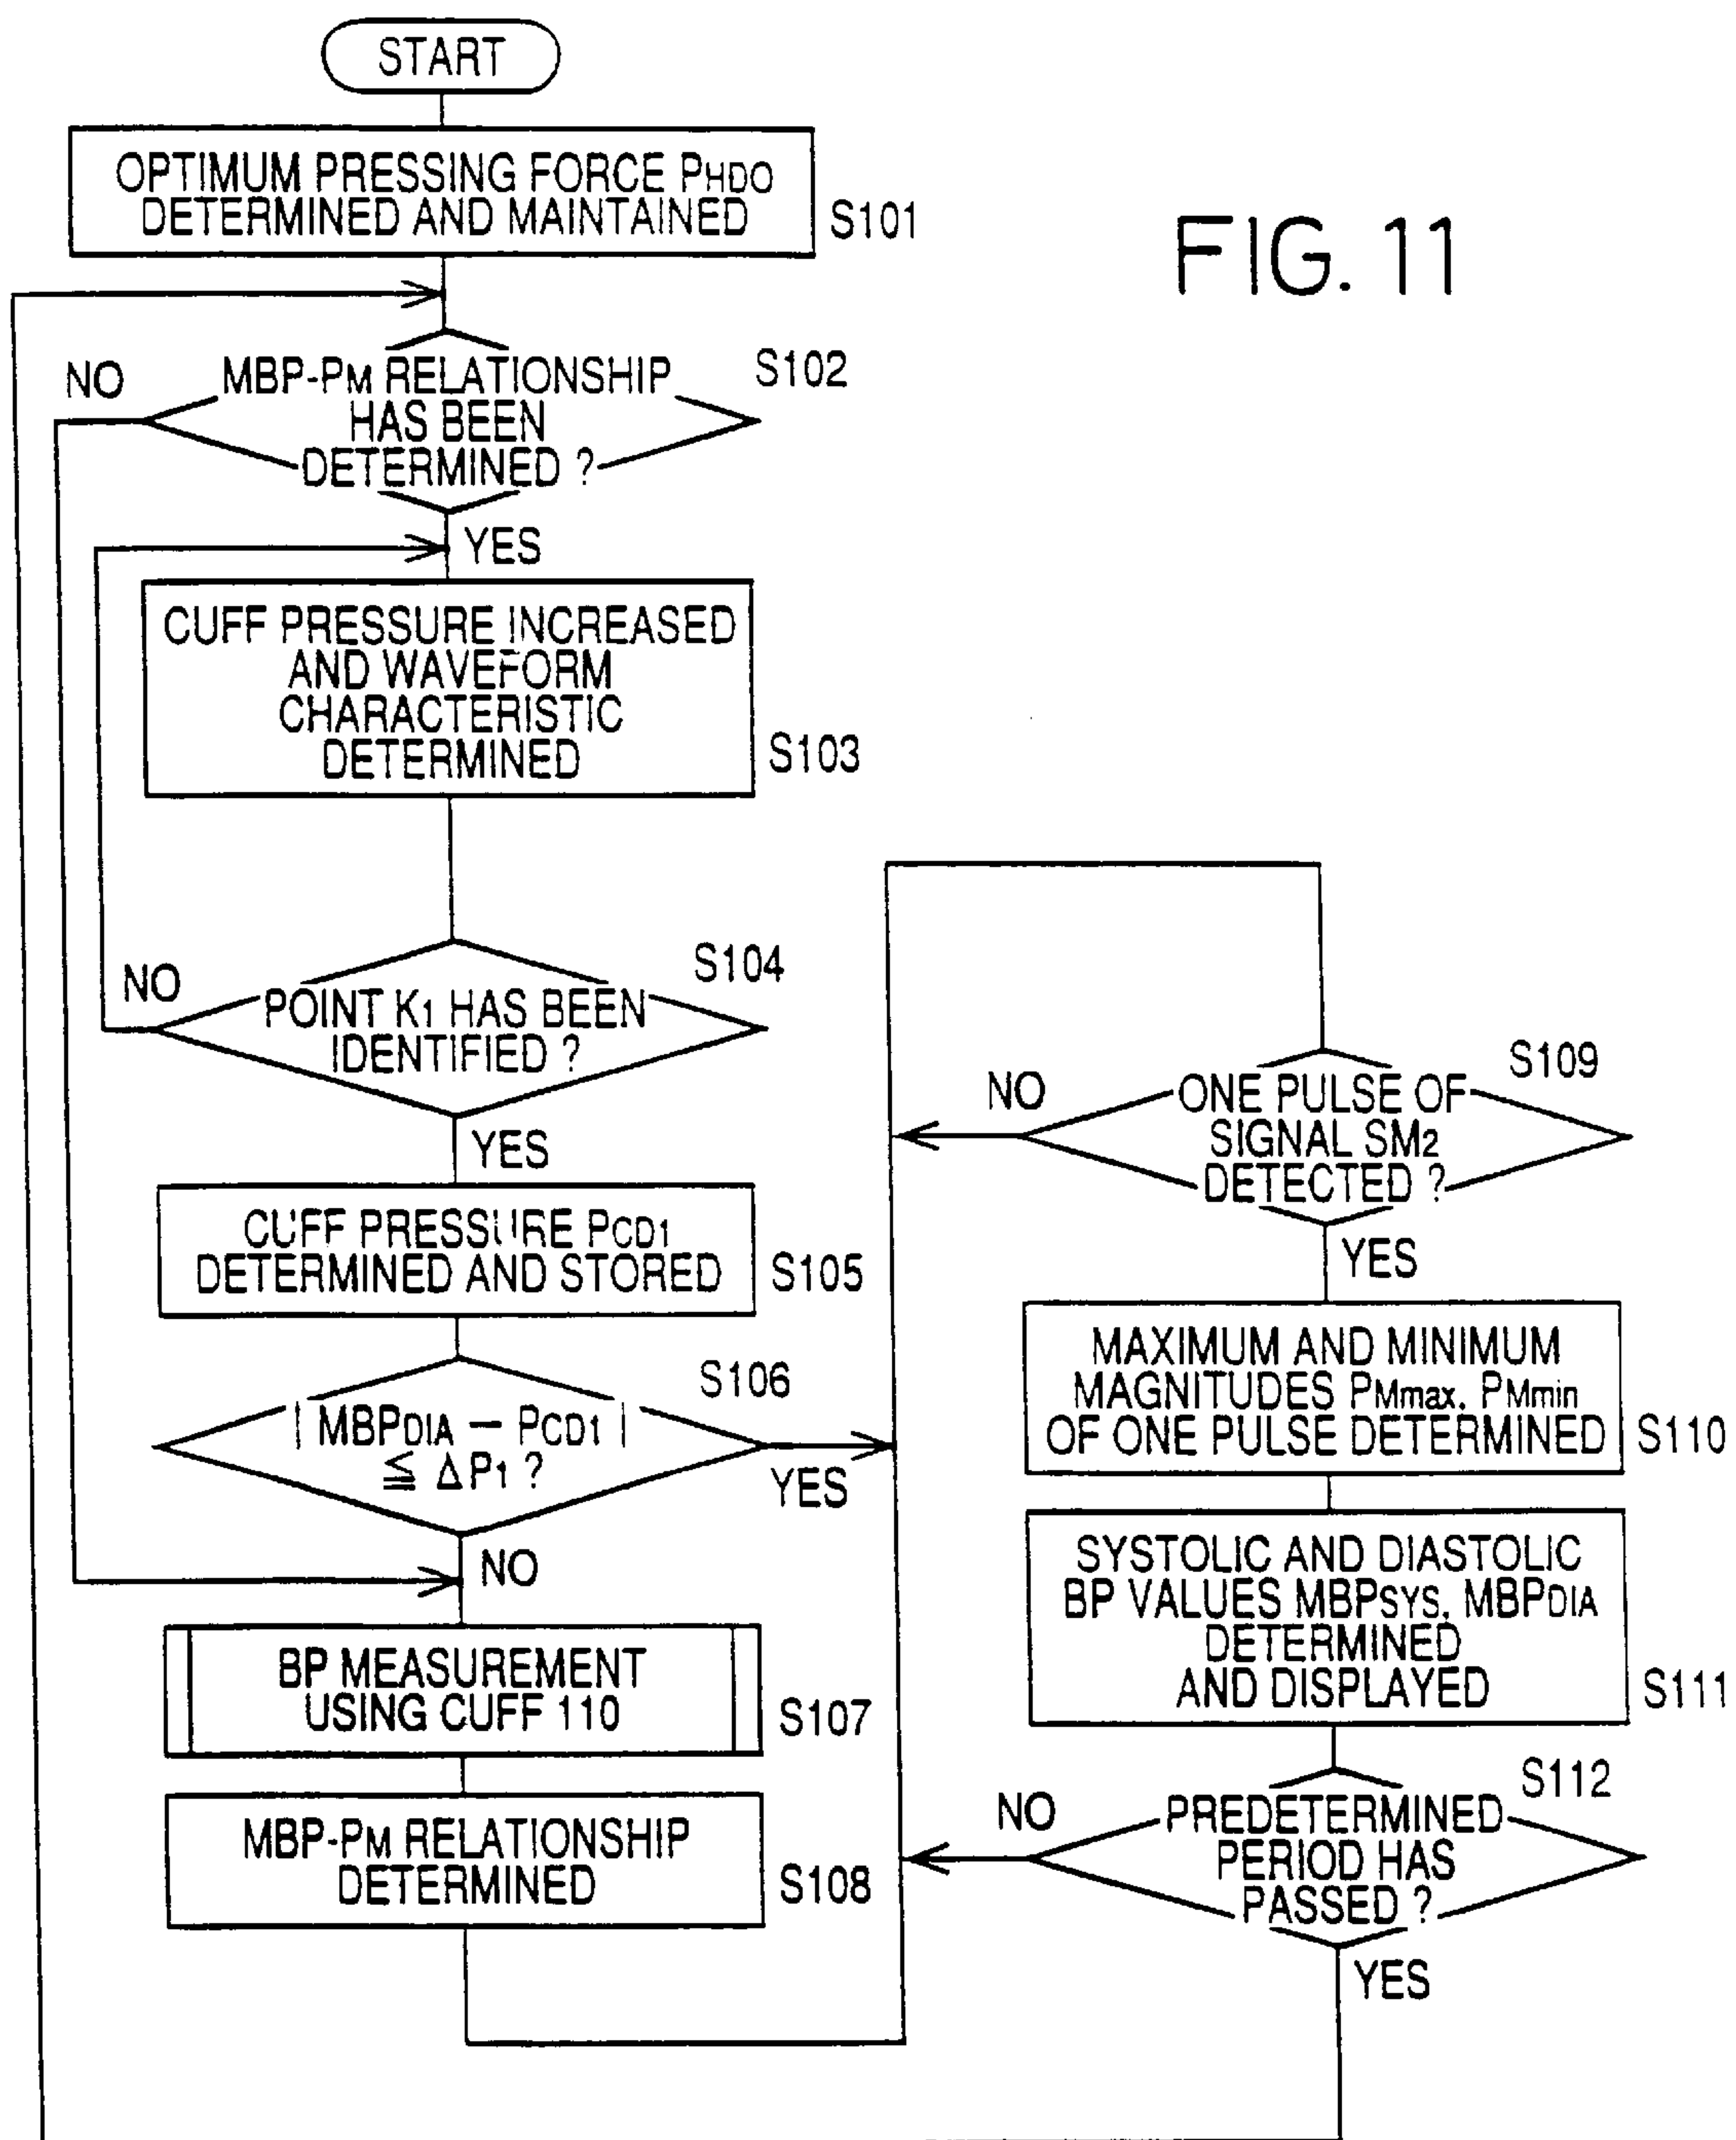 START
OPTIMUM PRESSING FORCE PHDO
DETERMINED AND MAINTAINED
S101
FIG. 11
NO
MBP-PM RELATIONSHIP
HAS BEEN
DETERMINED ?
S102
YES
CUFF PRESSURE INCREASED
AND WAVEFORM
CHARACTERISTIC
DETERMINED
S103
NO
POINT K1 HAS BEEN
IDENTIFIED ?
S104
YES
CUFF PRESSURE PCD1
DETERMINED AND STORED
S105
| MBPDIA – PCD1 |
≦ ΔP1 ?
S106
YES
NO
BP MEASUREMENT
USING CUFF 110
S107
MBP-PM RELATIONSHIP
DETERMINED
S108
NO
ONE PULSE OF
SIGNAL SM2
DETECTED ?
S109
YES
MAXIMUM AND MINIMUM
MAGNITUDES PMmax, PMmin
OF ONE PULSE DETERMINED
S110
SYSTOLIC AND DIASTOLIC
BP VALUES MBPSYS, MBPDIA
DETERMINED
AND DISPLAYED
S111
NO
PREDETERMINED
PERIOD HAS
PASSED ?
S112
YES